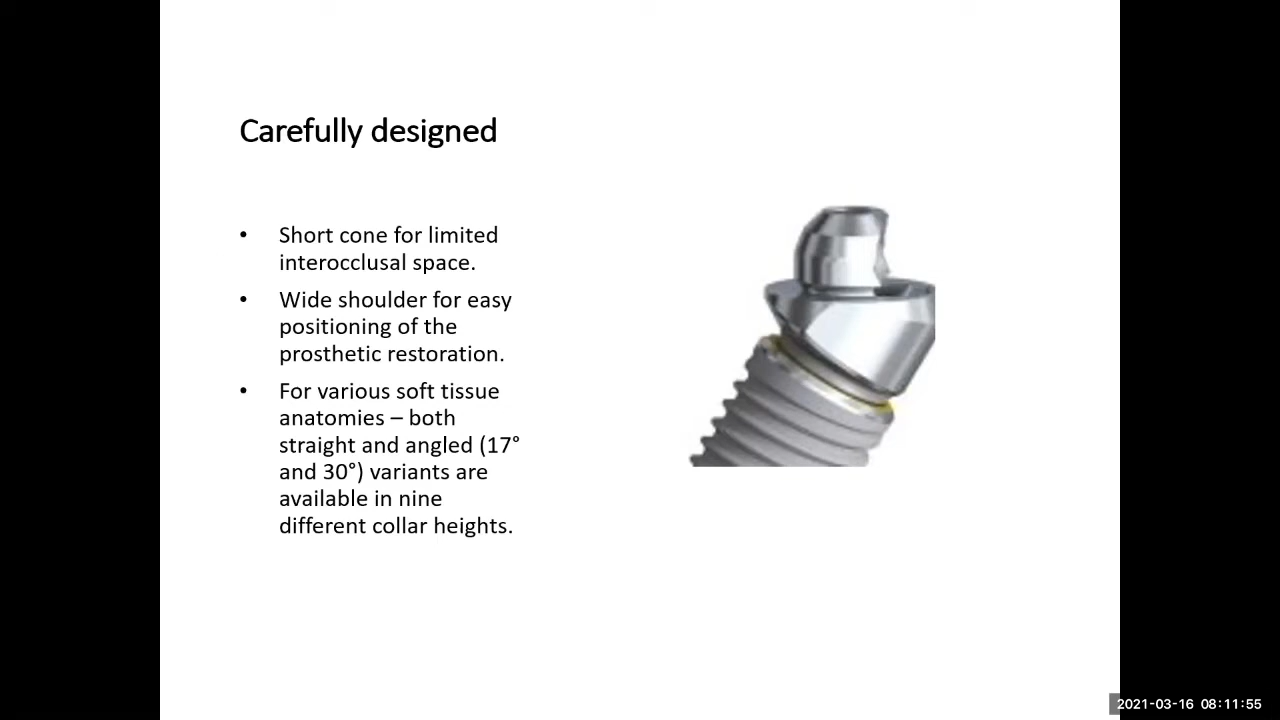 Carefully designed
• Short cone for limited
interocclusal space.
• Wide shoulder for easy
positioning of the
prosthetic restoration.
• For various soft tissue
anatomies – both
straight and angled (17°
and 30°) variants are
available in nine
different collar heights.
2021-03-16 08:11:55